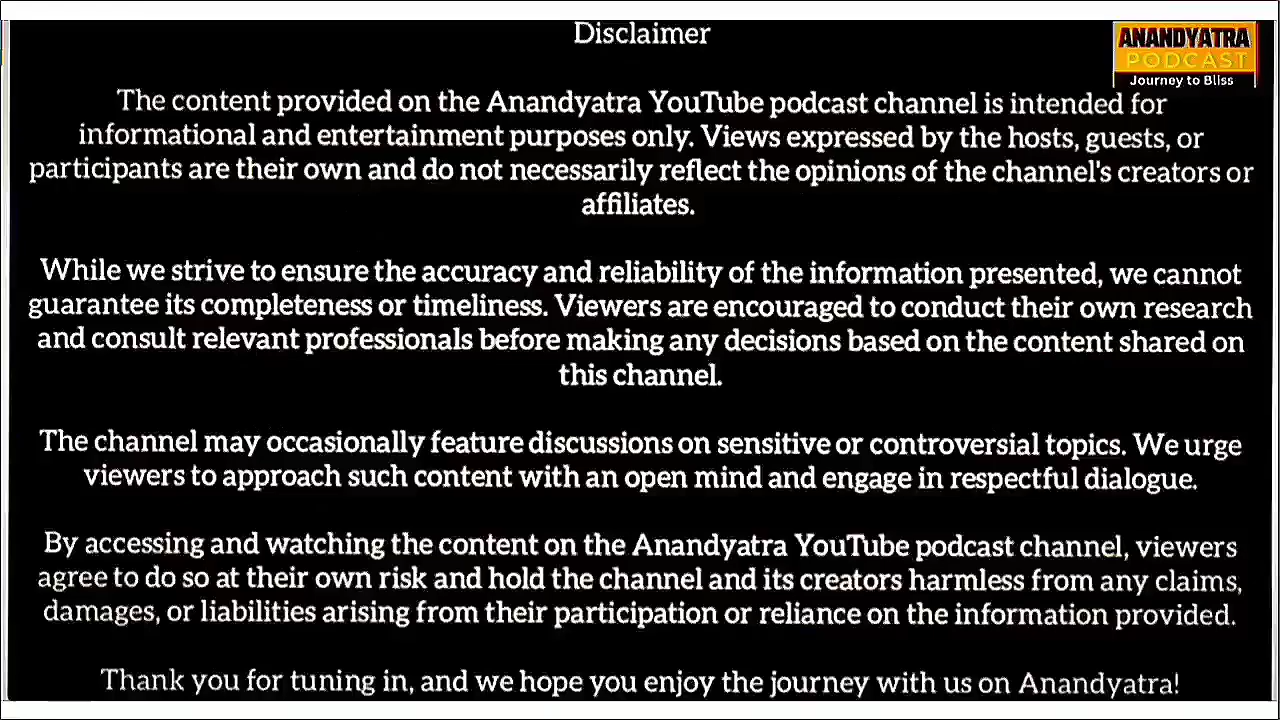 Disclaimer
ANANDYATRA
PODCAST
Journey to Bliss
The content provided on the Anandyatra YouTube podcast channel is intended for
informational and entertainment purposes only. Views expressed by the hosts, guests, or
participants are their own and do not necessarily reflect the opinions of the channel's creators or
affiliates.
While we strive to ensure the accuracy and reliability of the information presented, we cannot
guarantee its completeness or timeliness. Viewers are encouraged to conduct their own research
and consult relevant professionals before making any decisions based on the content shared on
this channel.
The channel may occasionally feature discussions on sensitive or controversial topics. We urge
viewers to approach such content with an open mind and engage in respectful dialogue.
By accessing and watching the content on the Anandyatra YouTube podcast channel, viewers
agree to do so at their own risk and hold the channel and its creators harmless from any claims,
damages, or liabilities arising from their participation or reliance on the information provided.
Thank you for tuning in, and we hope you enjoy the journey with us on Anandyatra!